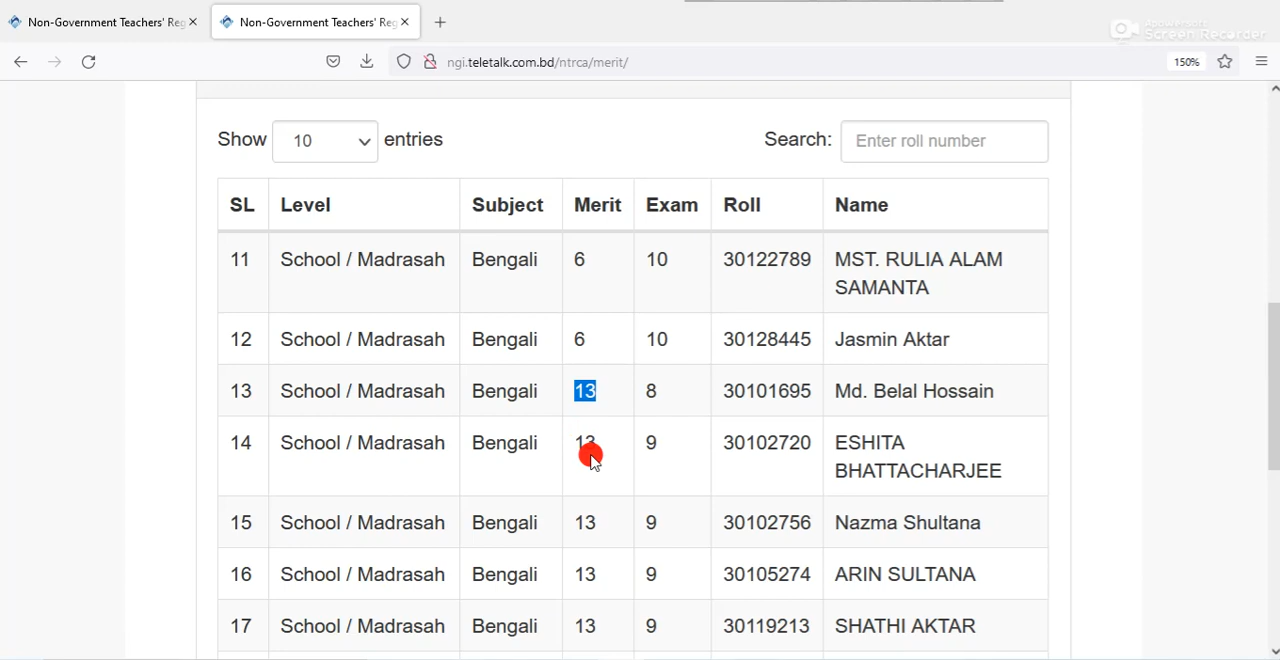 Non-Government Teachers' Reg
Non-Government Teachers' Reg
Apowersoft
Screen Recorder
ngi.teletalk.com.bd/ntrca/merit/
150%
Show 10 entries
Search: Enter roll number
SL Level Subject Merit Exam Roll Name
11 School / Madrasah Bengali 6 10 30122789 MST. RULIA ALAM
SAMANTA
12 School / Madrasah Bengali 6 10 30128445 Jasmin Aktar
13 School / Madrasah Bengali 13 8 30101695 Md. Belal Hossain
14 School / Madrasah Bengali 13 9 30102720 ESHITA
BHATTACHARJEE
15 School / Madrasah Bengali 13 9 30102756 Nazma Shultana
16 School / Madrasah Bengali 13 9 30105274 ARIN SULTANA
17 School / Madrasah Bengali 13 9 30119213 SHATHI AKTAR